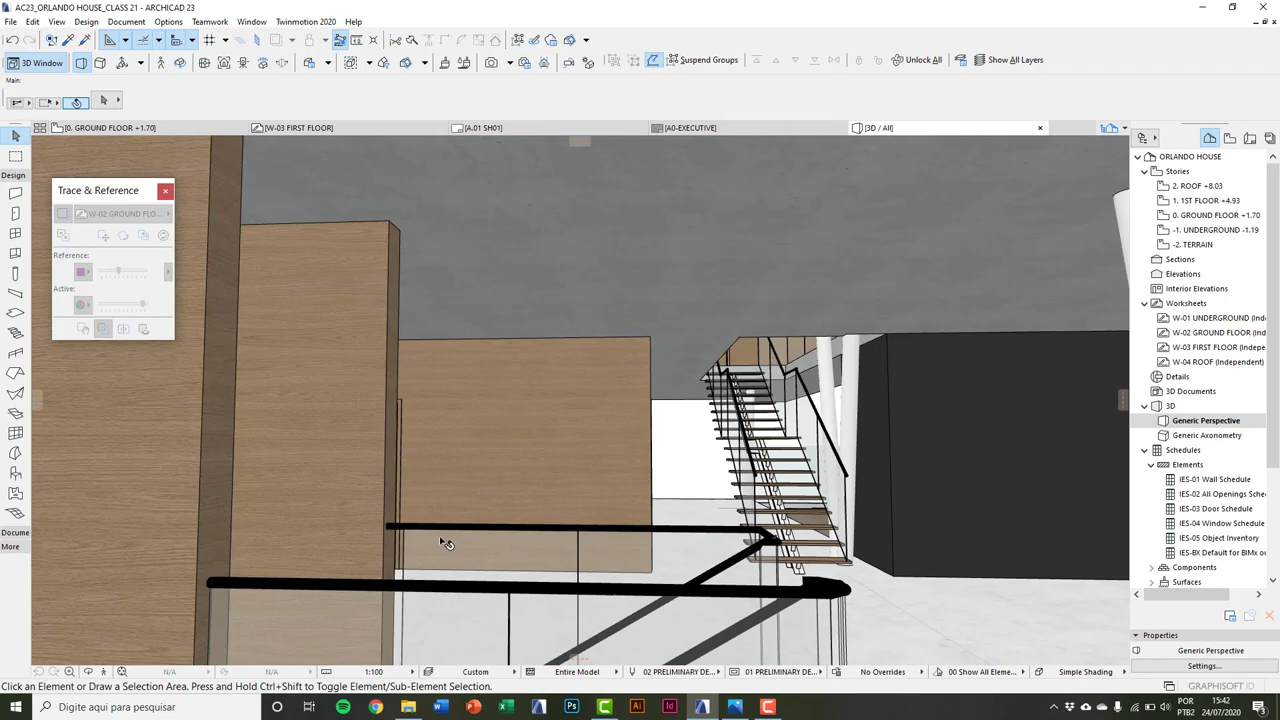 AC23_ORLANDO HOUSE_CLASS 21 - ARCHICAD 23
File Edit View Design Document Options Teamwork Window Twinmotion 2020 Help
3D Window
Suspend Groups
Unlock All
Show All Layers
Main:
[0. GROUND FLOOR +1.70]
[W-03 FIRST FLOOR]
[A.01 SH01]
[A0-EXECUTIVE]
[3D / All]
Design
Docume
More
Trace & Reference
W-02 GROUND FLO...
Reference:
Active:
ORLANDO HOUSE
Stories
2. ROOF +8.03
1. 1ST FLOOR +4.93
0. GROUND FLOOR +1.70
-1. UNDERGROUND -1.19
-2. TERRAIN
Sections
Elevations
Interior Elevations
Worksheets
W-01 UNDERGROUND (Ind
W-02 GROUND FLOOR (In
W-03 FIRST FLOOR (Indepe
W-04 ROOF (Independent)
Details
3D Documents
3D
Generic Perspective
Generic Axonometry
Schedules
Elements
IES-01 Wall Schedule
IES-02 All Openings Sche
IES-03 Door Schedule
IES-04 Window Schedule
IES-05 Object Inventory
IES-BX Default for BIMx o
Components
Surfaces
Properties
Generic Perspective
Settings...
N/A
N/A
1:100
Custom
Entire Model
02 PRELIMINARY DE...
01 PRELIMINARY DE...
No Overrides
00 Show All Eleme...
Simple Shading
Click an Element or Draw a Selection Area. Press and Hold Ctrl+Shift to Toggle Element/Sub-Element Selection.
GRAPHISOFT
Digite aqui para pesquisar
POR
PTB2
15:42
24/07/2020